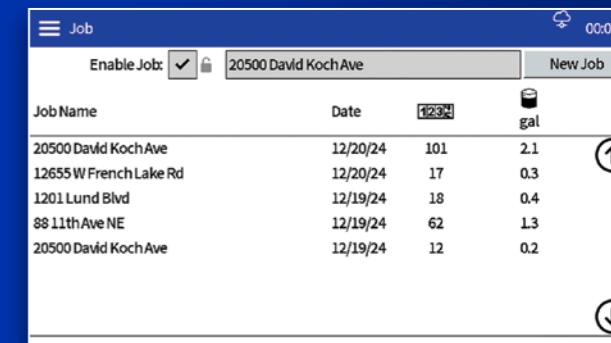 Job 00:0
Enable Job: 20500 David Koch Ave New Job
Job Name Date 123 gal
20500 David Koch Ave 12/20/24 101 2.1
12655 W French Lake Rd 12/20/24 17 0.3
1201 Lund Blvd 12/19/24 18 0.4
88 11th Ave NE 12/19/24 62 1.3
20500 David Koch Ave 12/19/24 12 0.2